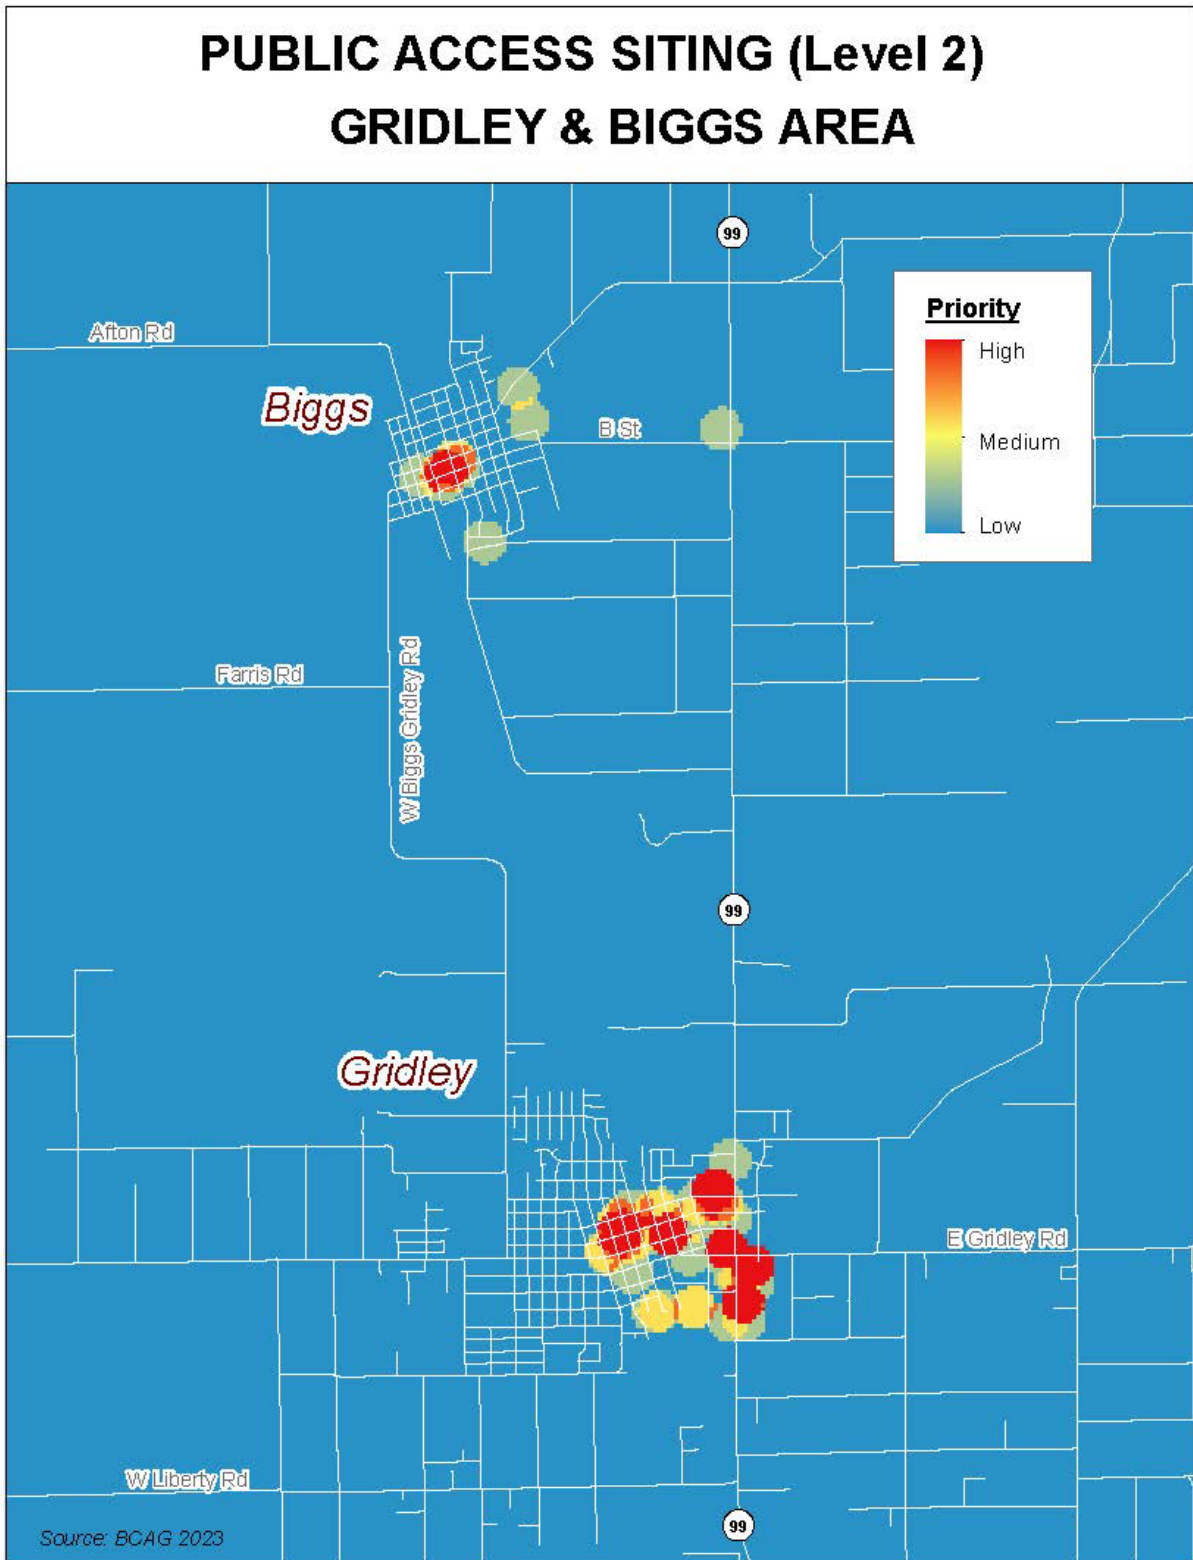 PUBLIC ACCESS SITING (Level 2)
GRIDLEY & BIGGS AREA
99
Priority
High
Medium
Low
Afton Rd
Biggs
B St
Farris Rd
W Biggs Gridley Rd
99
Gridley
E Gridley Rd
W Liberty Rd
99
Source: BCAG 2023